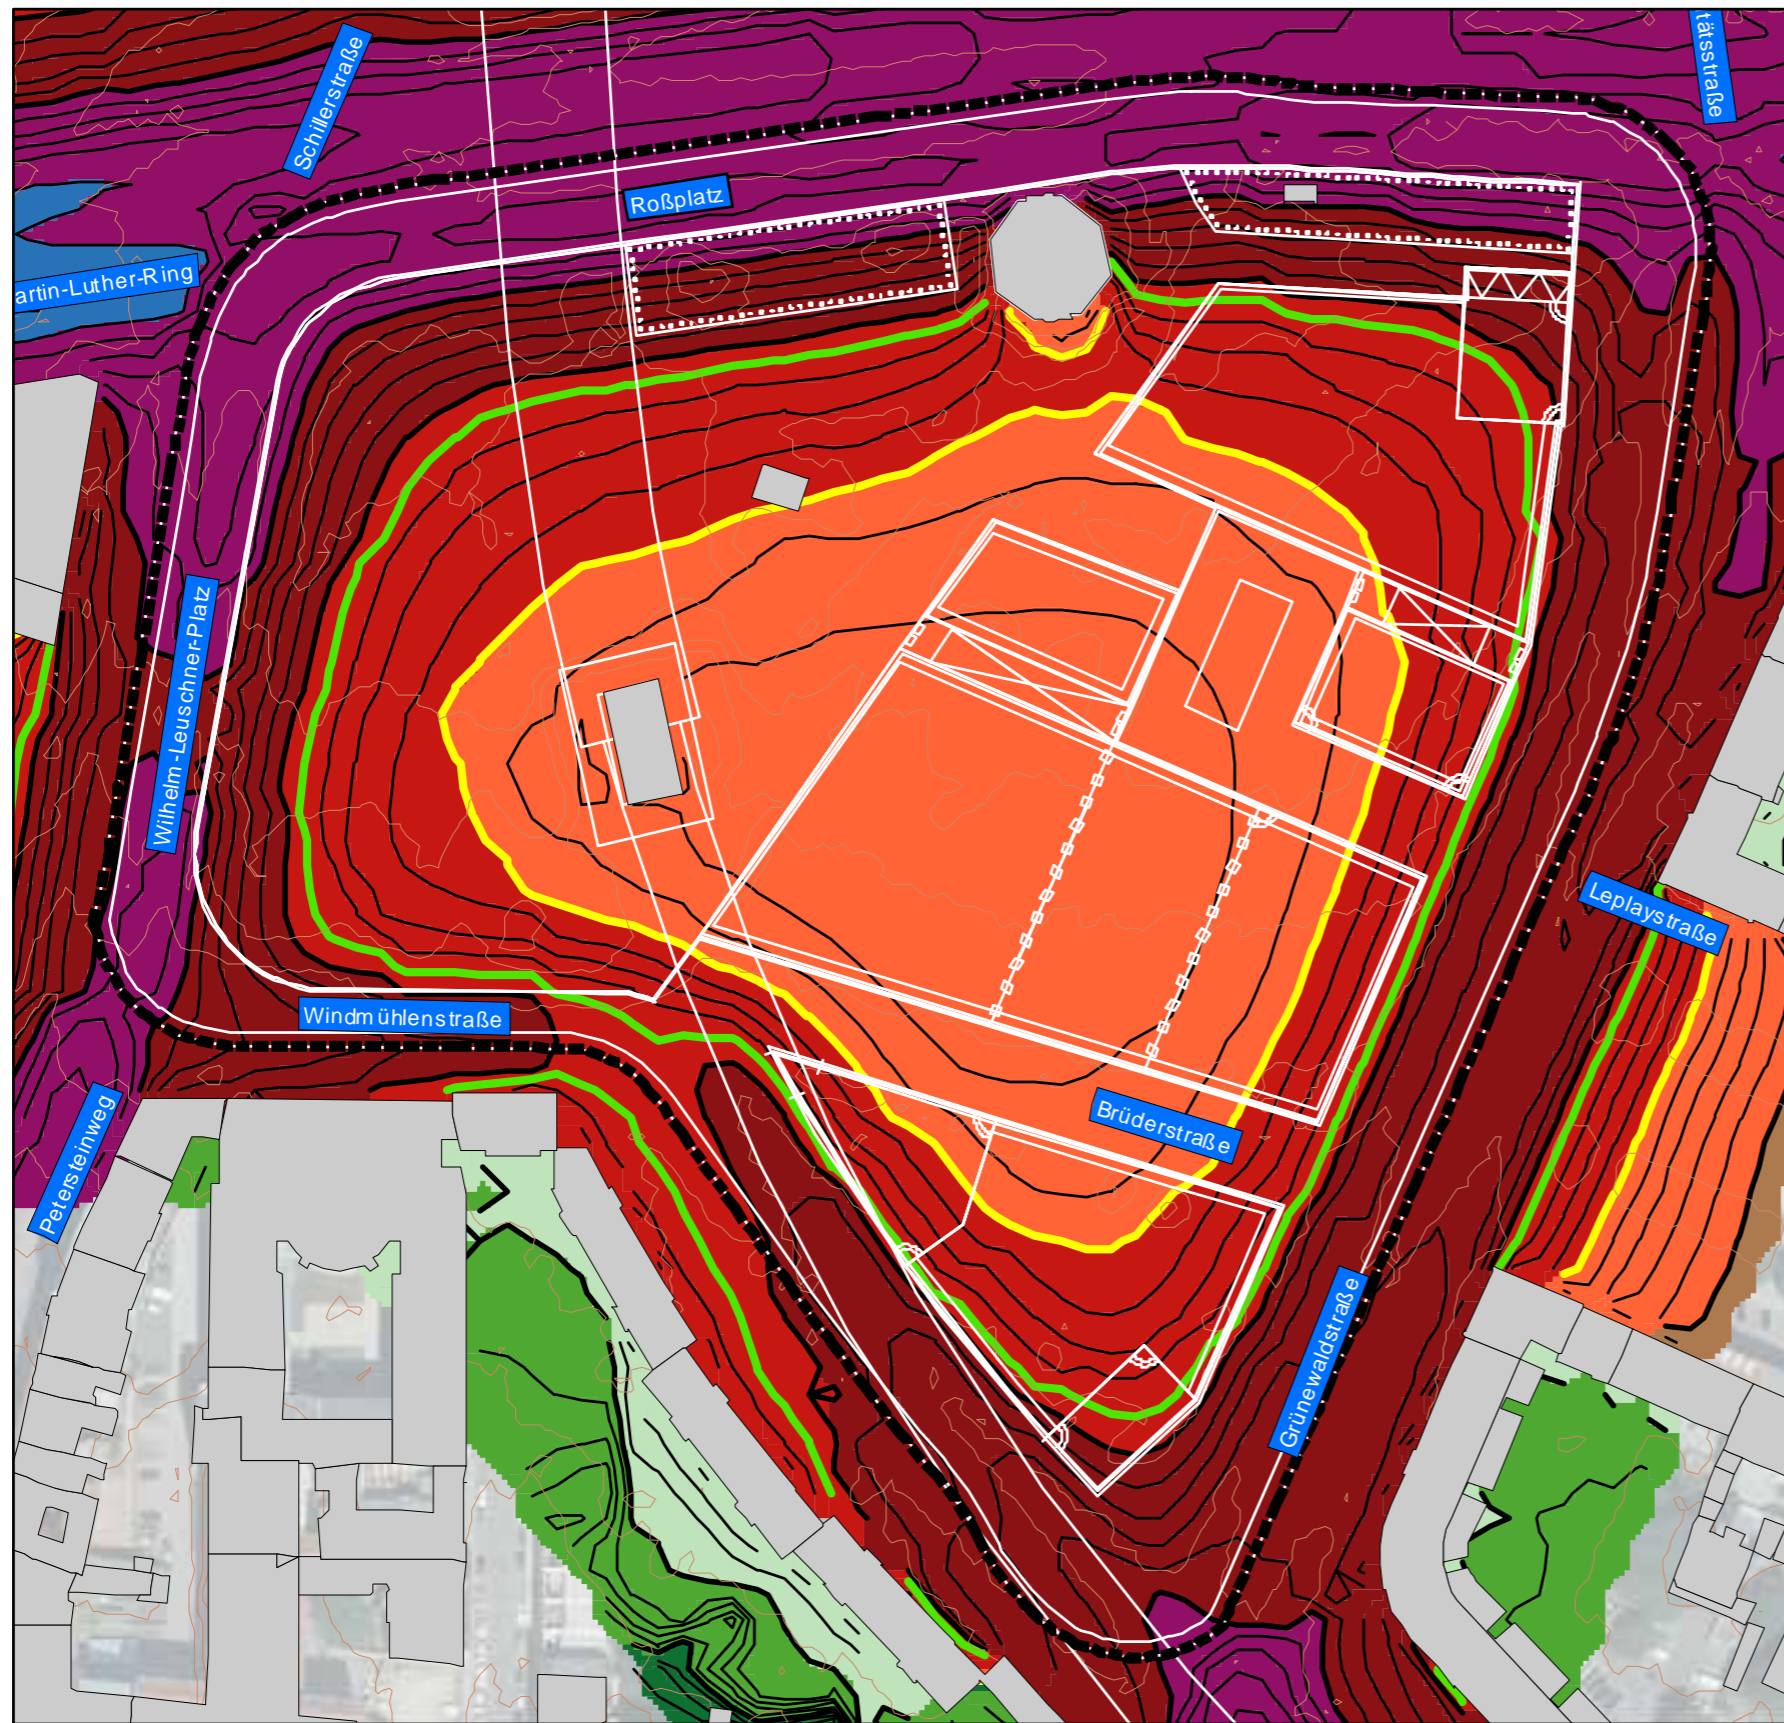 Schillerstraße
tätsstraße
Roßplatz
artin-Luther-Ring
Wilhelm-Leuschner-Platz
Leplaystraße
Windmühlenstraße
Brüderstraße
Petersteinweg
Grünewaldstraße